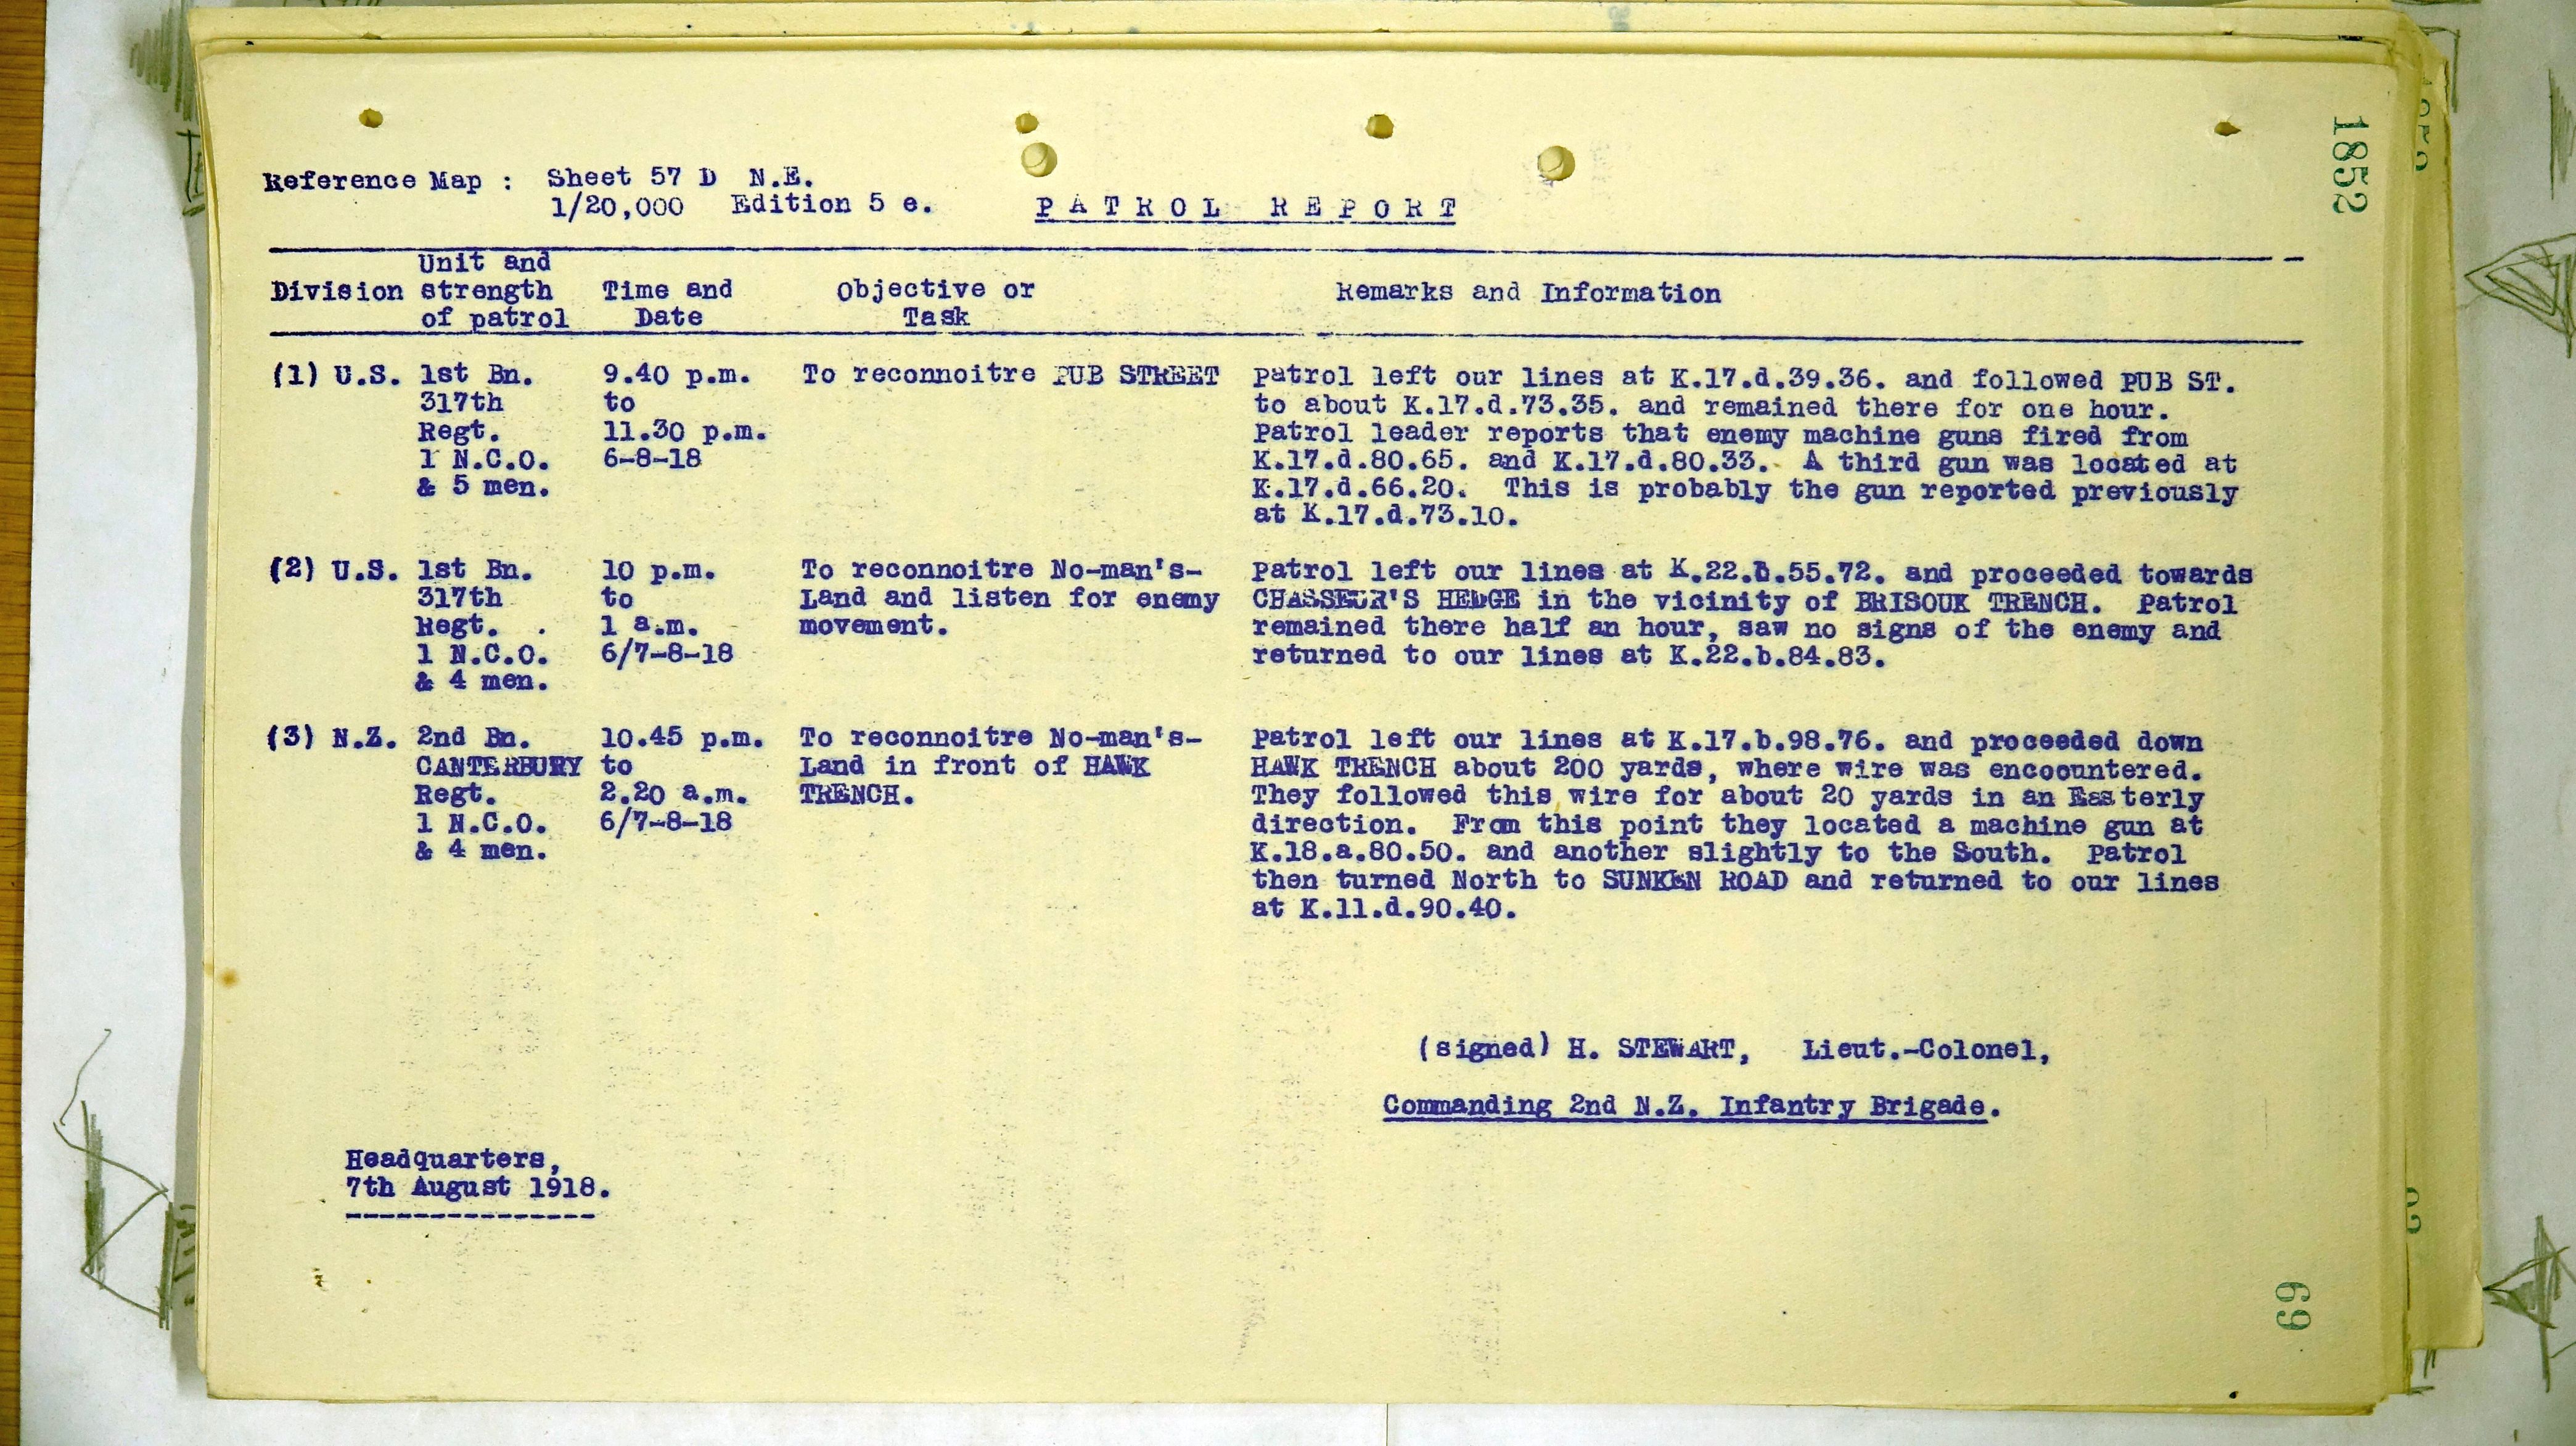 1852
Reference Map : Sheet 57 D N.E.
1/20,000 Edition 5 e.
PATROL REPORT
Division
Unit and
strength
of patrol
Time and
Date
Objective or
Task
Remarks and Information
(1) U.S.
1st Bn.
317th
Regt.
1 N.C.O.
& 5 men.
9.40 p.m.
to
11.30 p.m.
6-8-18
To reconnoitre PUB STREET
Patrol left our lines at K.17.d.39.36. and followed PUB ST.
to about K.17.d.73.35. and remained there for one hour.
Patrol leader reports that enemy machine guns fired from
K.17.d.80.65. and K.17.d.80.33. A third gun was located at
K.17.d.66.20. This is probably the gun reported previously
at K.17.d.73.10.
(2) U.S.
1st Bn.
317th
Regt.
1 N.C.O.
& 4 men.
10 p.m.
to
1 a.m.
6/7-8-18
To reconnoitre No-man's-
Land and listen for enemy
movement.
Patrol left our lines at K.22.b.55.72. and proceeded towards
CHASSEUR'S HEDGE in the vicinity of BRISOUK TRENCH. Patrol
remained there half an hour, saw no signs of the enemy and
returned to our lines at K.22.b.84.83.
(3) N.Z.
2nd Bn.
CANTERBURY
Regt.
1 N.C.O.
& 4 men.
10.45 p.m.
to
2.20 a.m.
6/7-8-18
To reconnoitre No-man's-
Land in front of HAWK
TRENCH.
Patrol left our lines at K.17.b.98.76. and proceeded down
HAWK TRENCH about 200 yards, where wire was encoountered.
They followed this wire for about 20 yards in an Easterly
direction. From this point they located a machine gun at
K.18.a.80.50. and another slightly to the South. Patrol
then turned North to SUNKEN ROAD and returned to our lines
at K.11.d.90.40.
(signed) H. STEWART, Lieut.-Colonel,
Commanding 2nd N.Z. Infantry Brigade.
Headquarters,
7th August 1918.
69